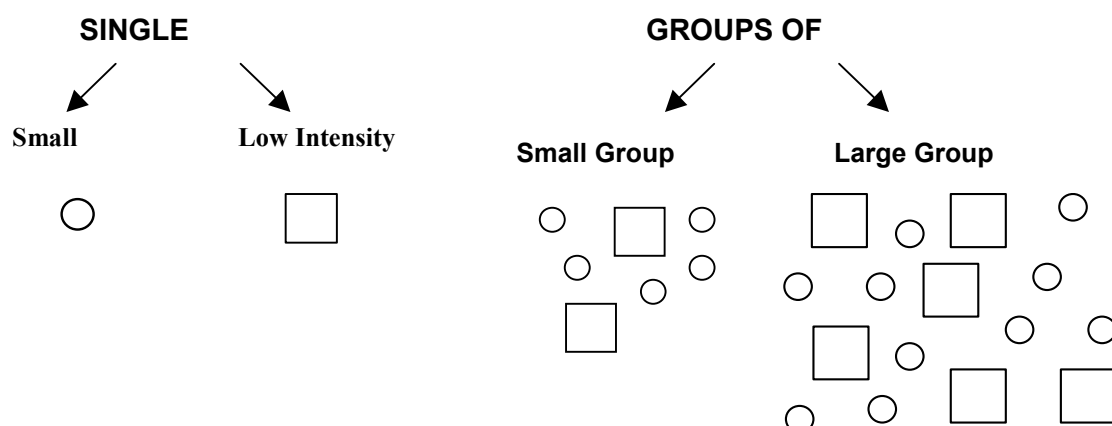 SINGLE
GROUPS OF
Small
Low Intensity
Small Group
Large Group